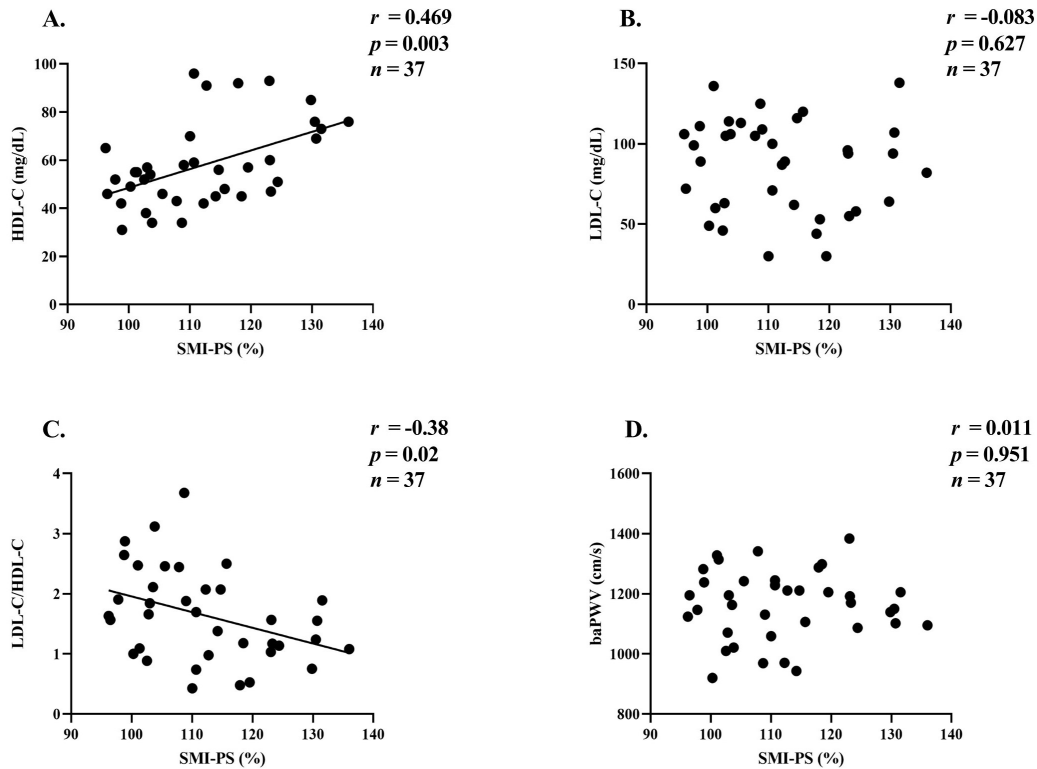 A.
r = 0.469
p = 0.003
n = 37
HDL-C (mg/dL)
100
80
60
40
20
0
90 100 110 120 130 140
SMI-PS (%)
B.
r = -0.083
p = 0.627
n = 37
LDL-C (mg/dL)
150
100
50
0
90 100 110 120 130 140
SMI-PS (%)
C.
r = -0.38
p = 0.02
n = 37
LDL-C/HDL-C
4
3
2
1
0
90 100 110 120 130 140
SMI-PS (%)
D.
r = 0.011
p = 0.951
n = 37
baPWV (cm/s)
1600
1400
1200
1000
800
90 100 110 120 130 140
SMI-PS (%)